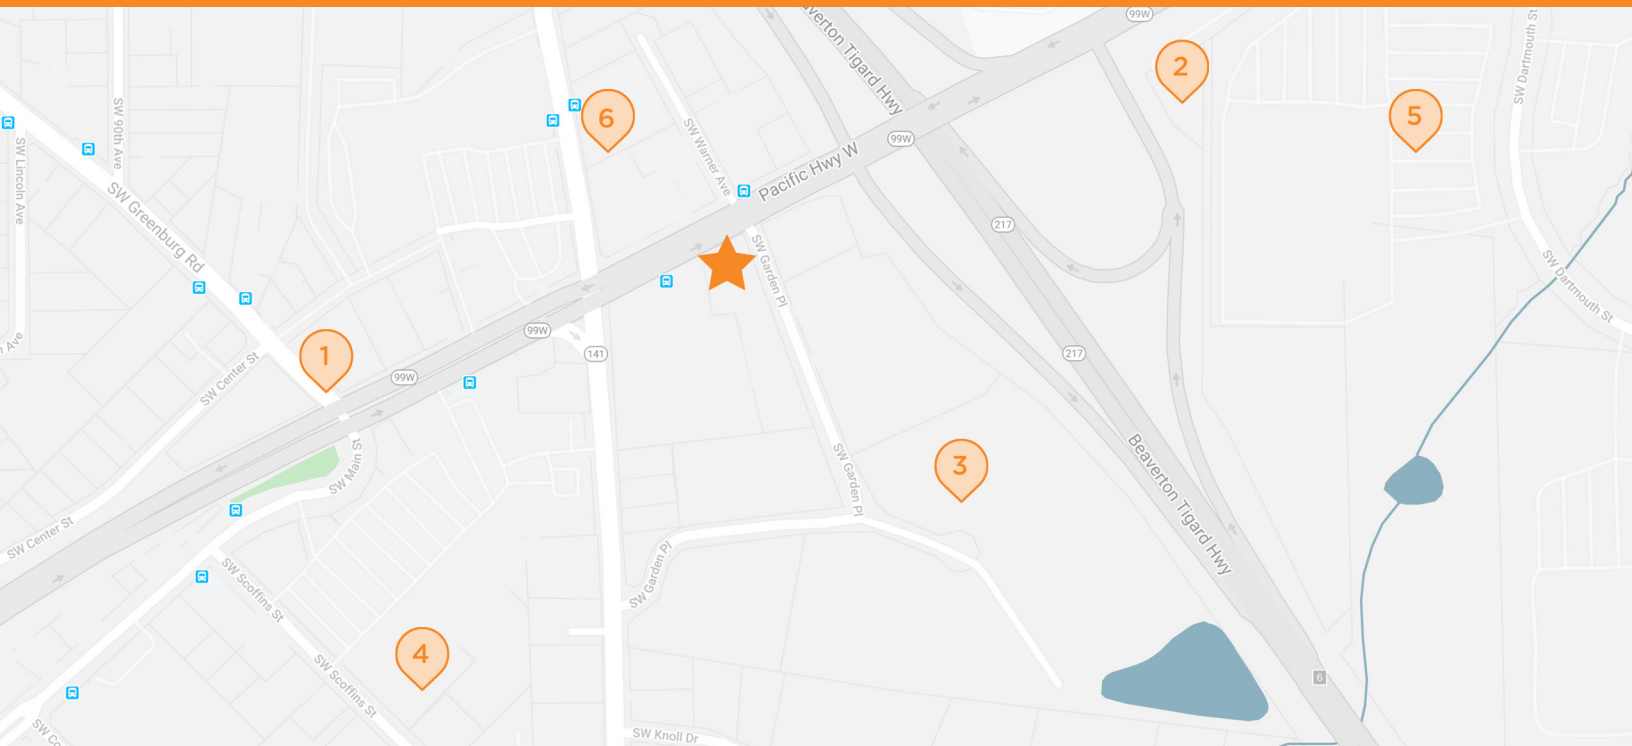 99W
Beaverton Tigard Hwy
SW Dartmouth St
2
5
6
SW 90th Ave
SW Lincoln Ave
SW Warner Ave
99W
Pacific Hwy W
SW Greenburg Rd
217
SW Garden Pl
SW Dartmouth St
99W
141
217
Ave
1
SW Center St
99W
3
SW Main St
SW Garden Pl
Beaverton Tigard Hwy
SW Center St
SW Garden Pl
SW Scoffins St
4
SW Scoffins St
6
SW Knoll Dr
SW